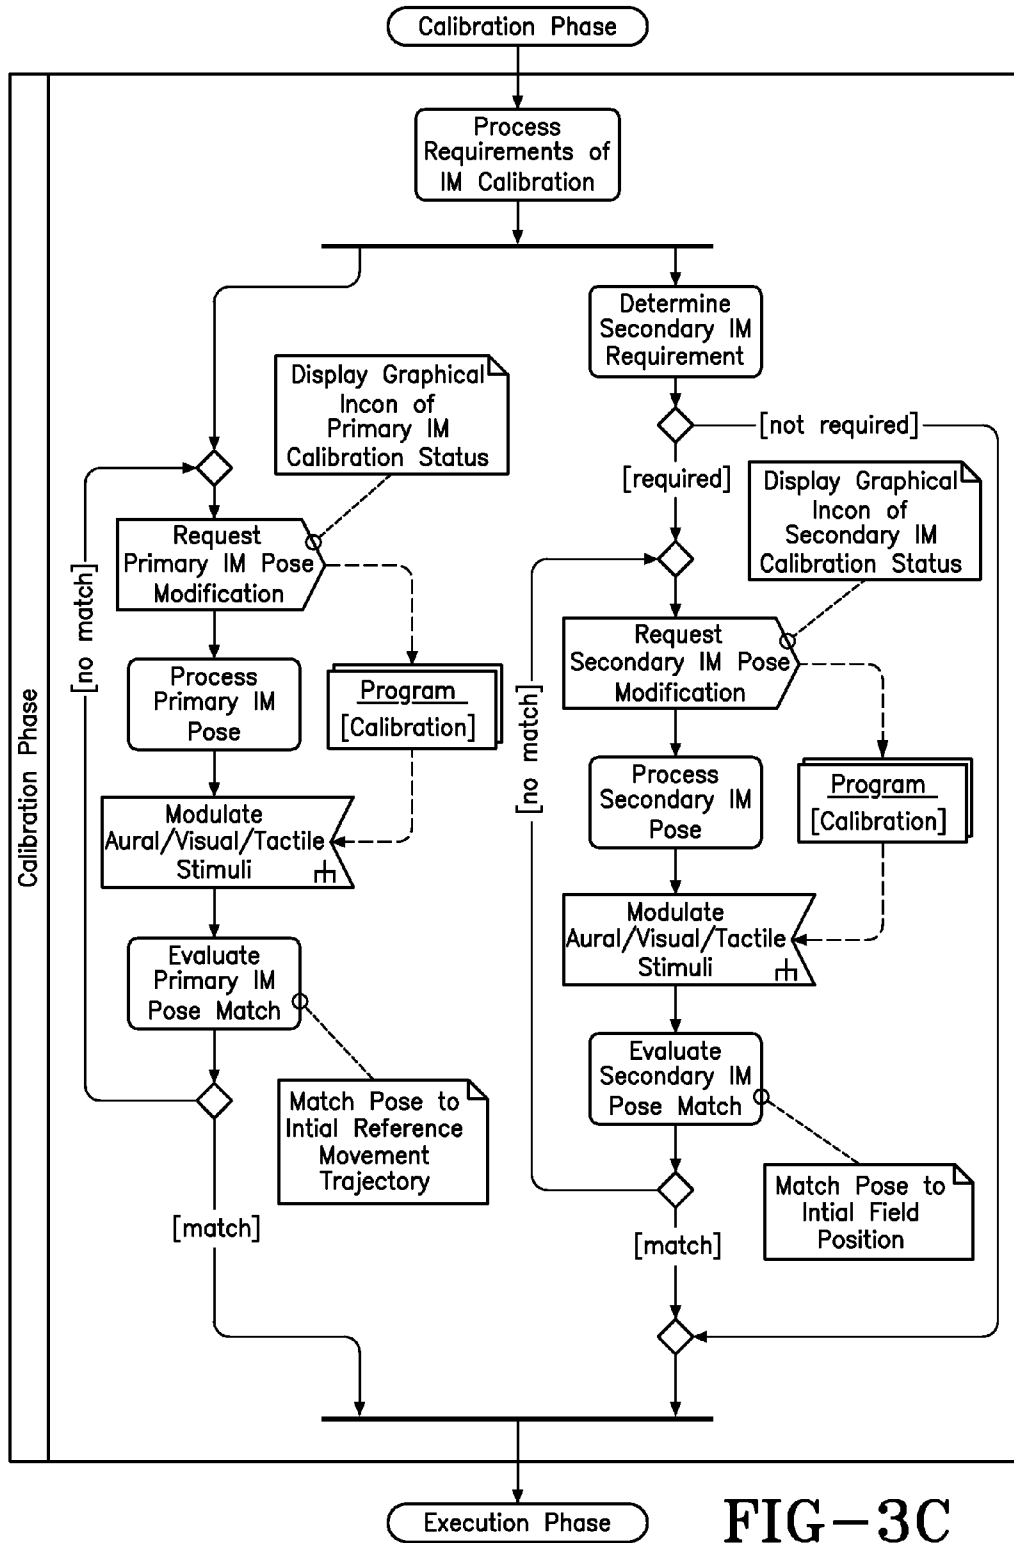 Calibration Phase
Process
Requirements of
IM Calibration
Determine
Secondary IM
Requirement
Display Graphical
Incon of
Primary IM
Calibration Status
[not required]
[required]
Display Graphical
Incon of
Secondary IM
Calibration Status
Request
Primary IM Pose
Modification
[no match]
Process
Primary IM
Pose
Program
[Calibration]
Request
Secondary IM Pose
Modification
[no match]
Process
Secondary IM
Pose
Program
[Calibration]
Modulate
Aural/Visual/Tactile
Stimuli
Modulate
Aural/Visual/Tactile
Stimuli
Evaluate
Primary IM
Pose Match
Evaluate
Secondary IM
Pose Match
Match Pose to
Intial Reference
Movement
Trajectory
Match Pose to
Intial Field
Position
[match]
[match]
Calibration Phase
Execution Phase
FIG-3C